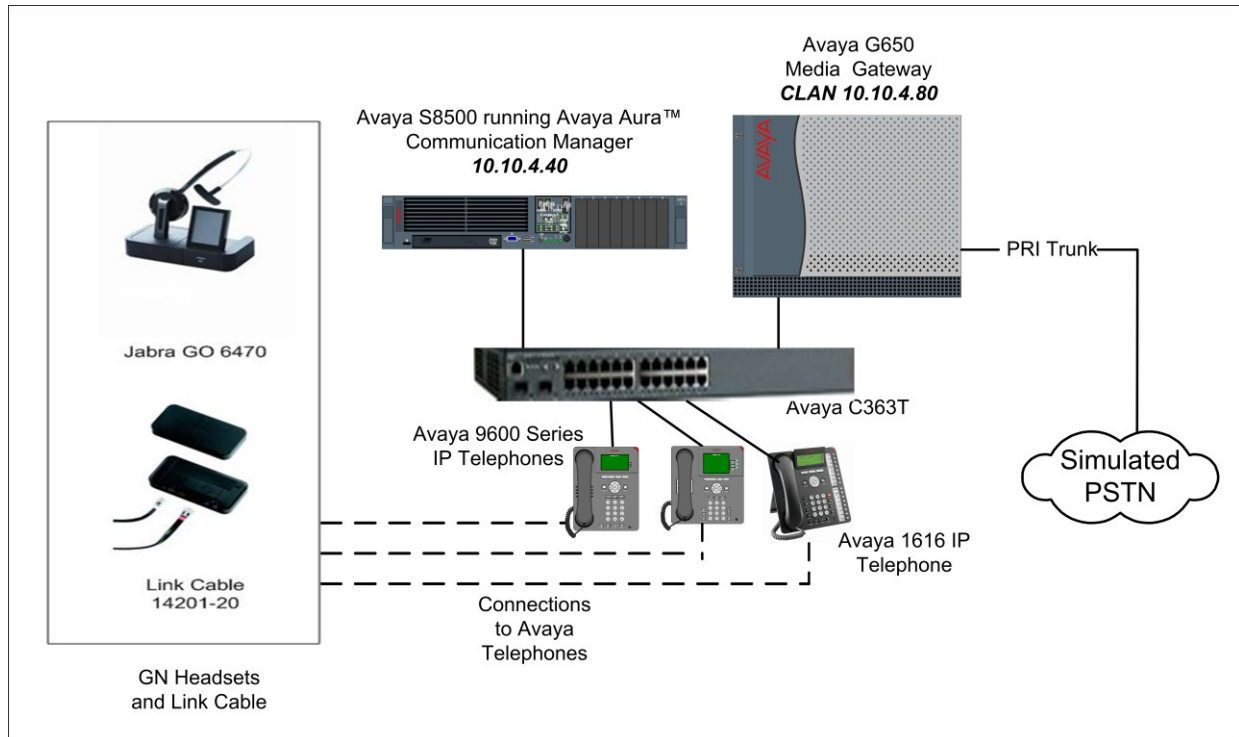 Avaya G650
Media Gateway
CLAN 10.10.4.80
Avaya S8500 running Avaya Aura™
Communication Manager
10.10.4.40
AVAYA
PRI Trunk
Jabra GO 6470
Avaya C363T
Avaya 9600 Series
IP Telephones
Simulated
PSTN
Avaya 1616 IP
Telephone
Link Cable
14201-20
Connections
to Avaya
Telephones
GN Headsets
and Link Cable